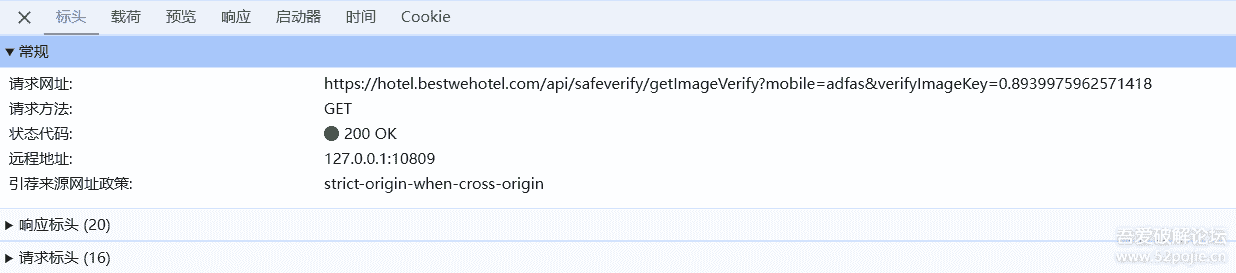 标头 载荷 预览 响应 启动器 时间 Cookie
常规
请求网址: https://hotel.bestwehotel.com/api/safeverify/getImageVerify?mobile=adfas&verifyImageKey=0.8939975962571418
请求方法: GET
状态代码: 200 OK
远程地址: 127.0.0.1:10809
引荐来源网址政策: strict-origin-when-cross-origin
响应标头 (20)
请求标头 (16)
吾爱破解论坛
www.52pojie.cn